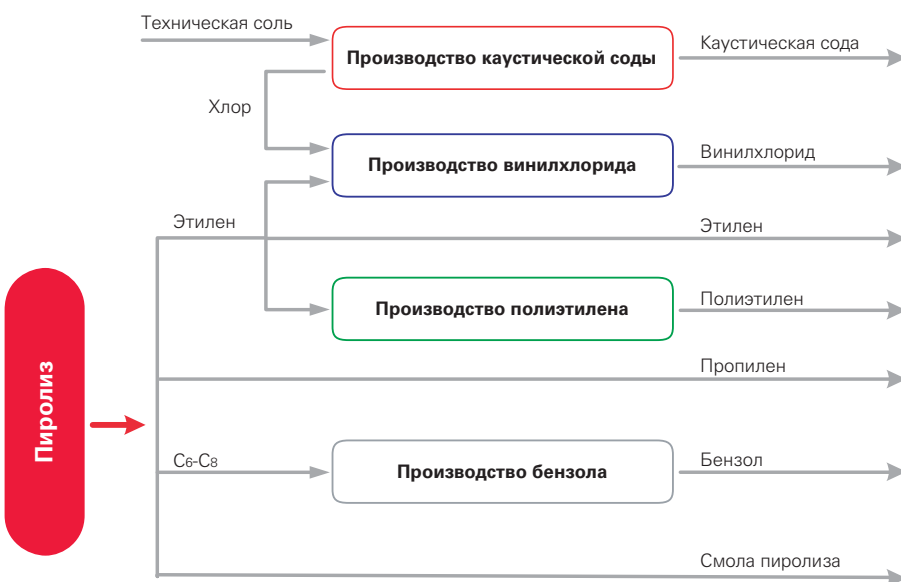 Техническая соль
Производство каустической соды
Каустическая сода
Хлор
Производство винилхлорида
Винилхлорид
Этилен
Этилен
Производство полиэтилена
Полиэтилен
Пиролиз
Пропилен
C6-C8
Производство бензола
Бензол
Смола пиролиза